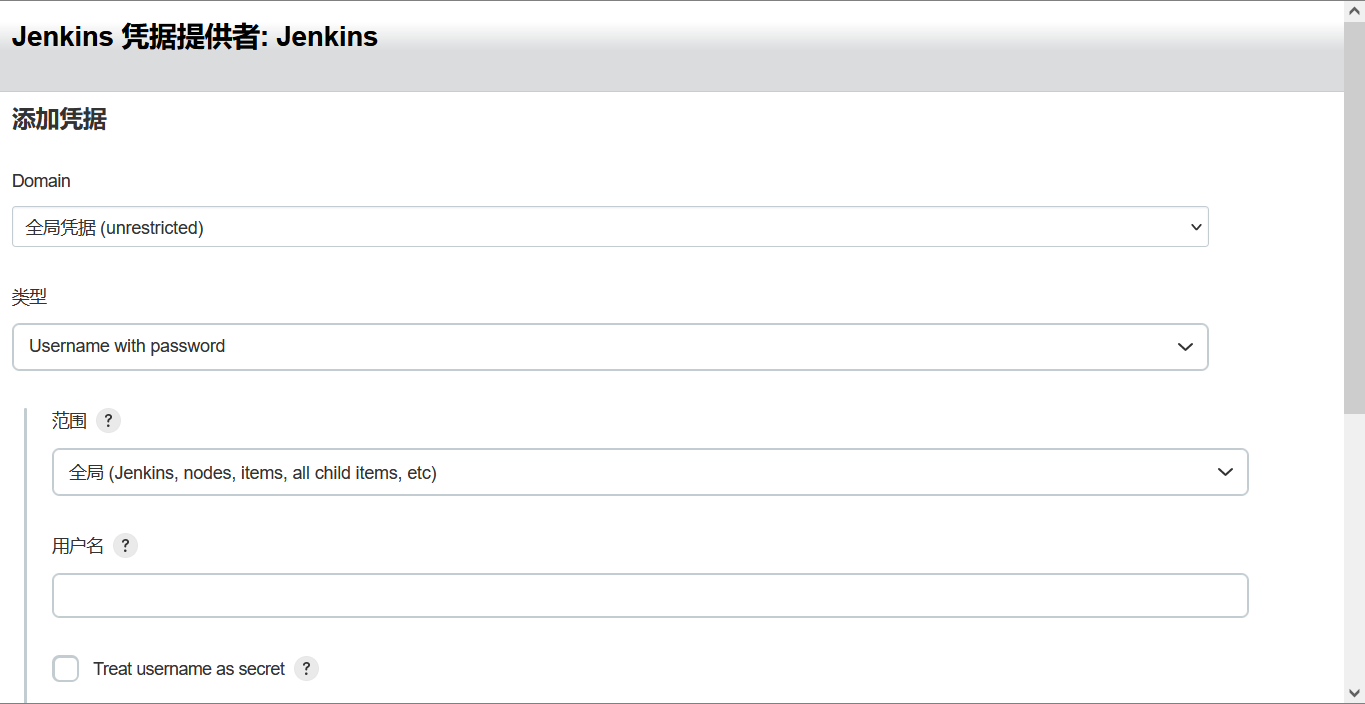 Jenkins 凭据提供者: Jenkins
添加凭据
Domain
全局凭据 (unrestricted)
类型
Username with password
范围 ?
全局 (Jenkins, nodes, items, all child items, etc)
用户名 ?
Treat username as secret ?